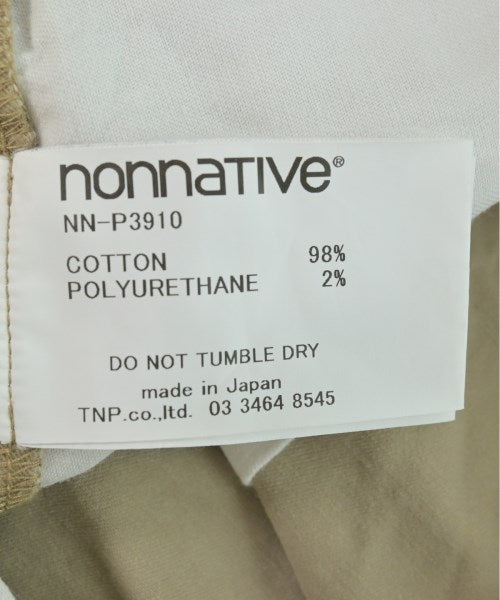 nonnative®
NN-P3910
COTTON 98%
POLYURETHANE 2%
DO NOT TUMBLE DRY
made in Japan
TNP.co.,ltd. 03 3464 8545